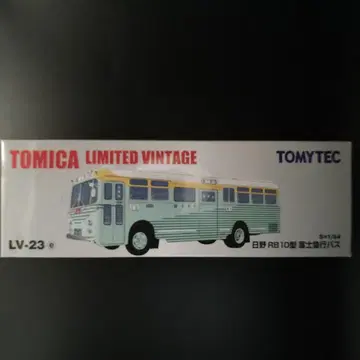 TOMICA LIMITED VINTAGE
TOMYTEC
LV-23 e
S=1/64
日野 RB10型 富士急行バス